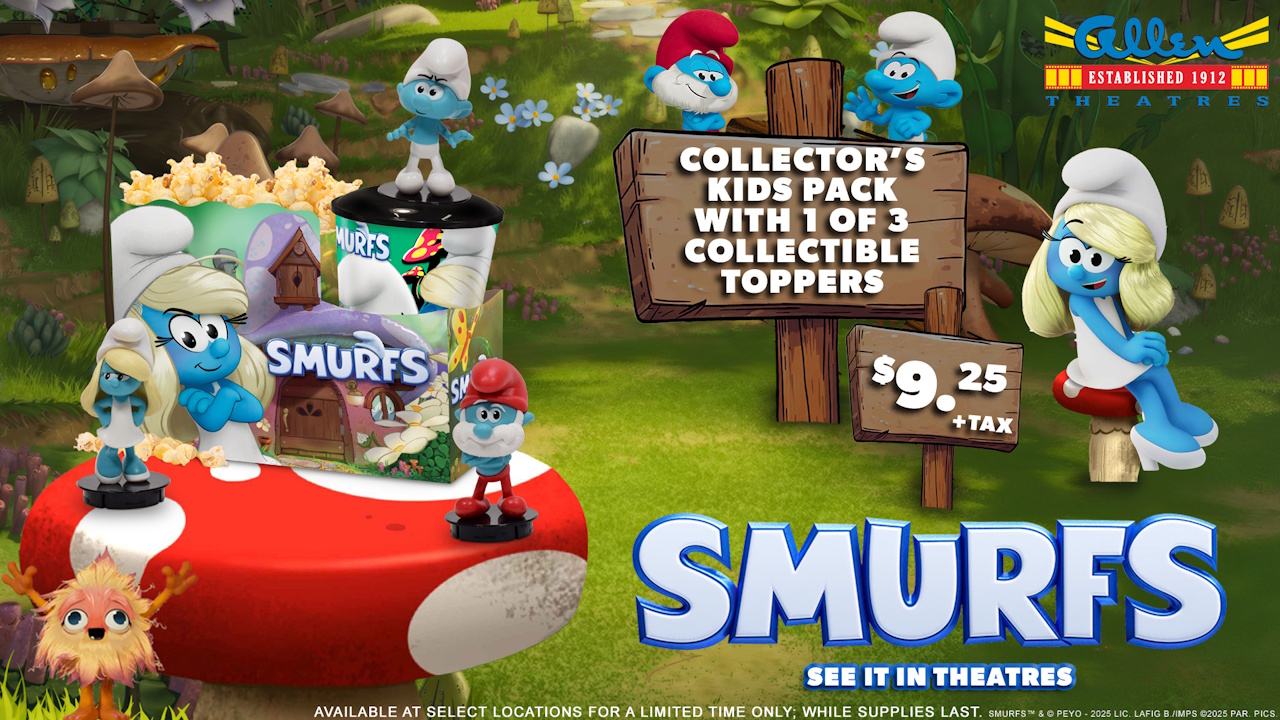 Allen
ESTABLISHED 1912
THEATRES
COLLECTOR'S
KIDS PACK
WITH 1 OF 3
COLLECTIBLE
TOPPERS
$9.25
+TAX
MURFS
SMURFS
SM
SMURFS
SEE IT IN THEATRES
AVAILABLE AT SELECT LOCATIONS FOR A LIMITED TIME ONLY; WHILE SUPPLIES LAST. SMURFS™ & © PEYO - 2025 LIC. LAFIG B./IMPS ©2025 PAR. PICS.